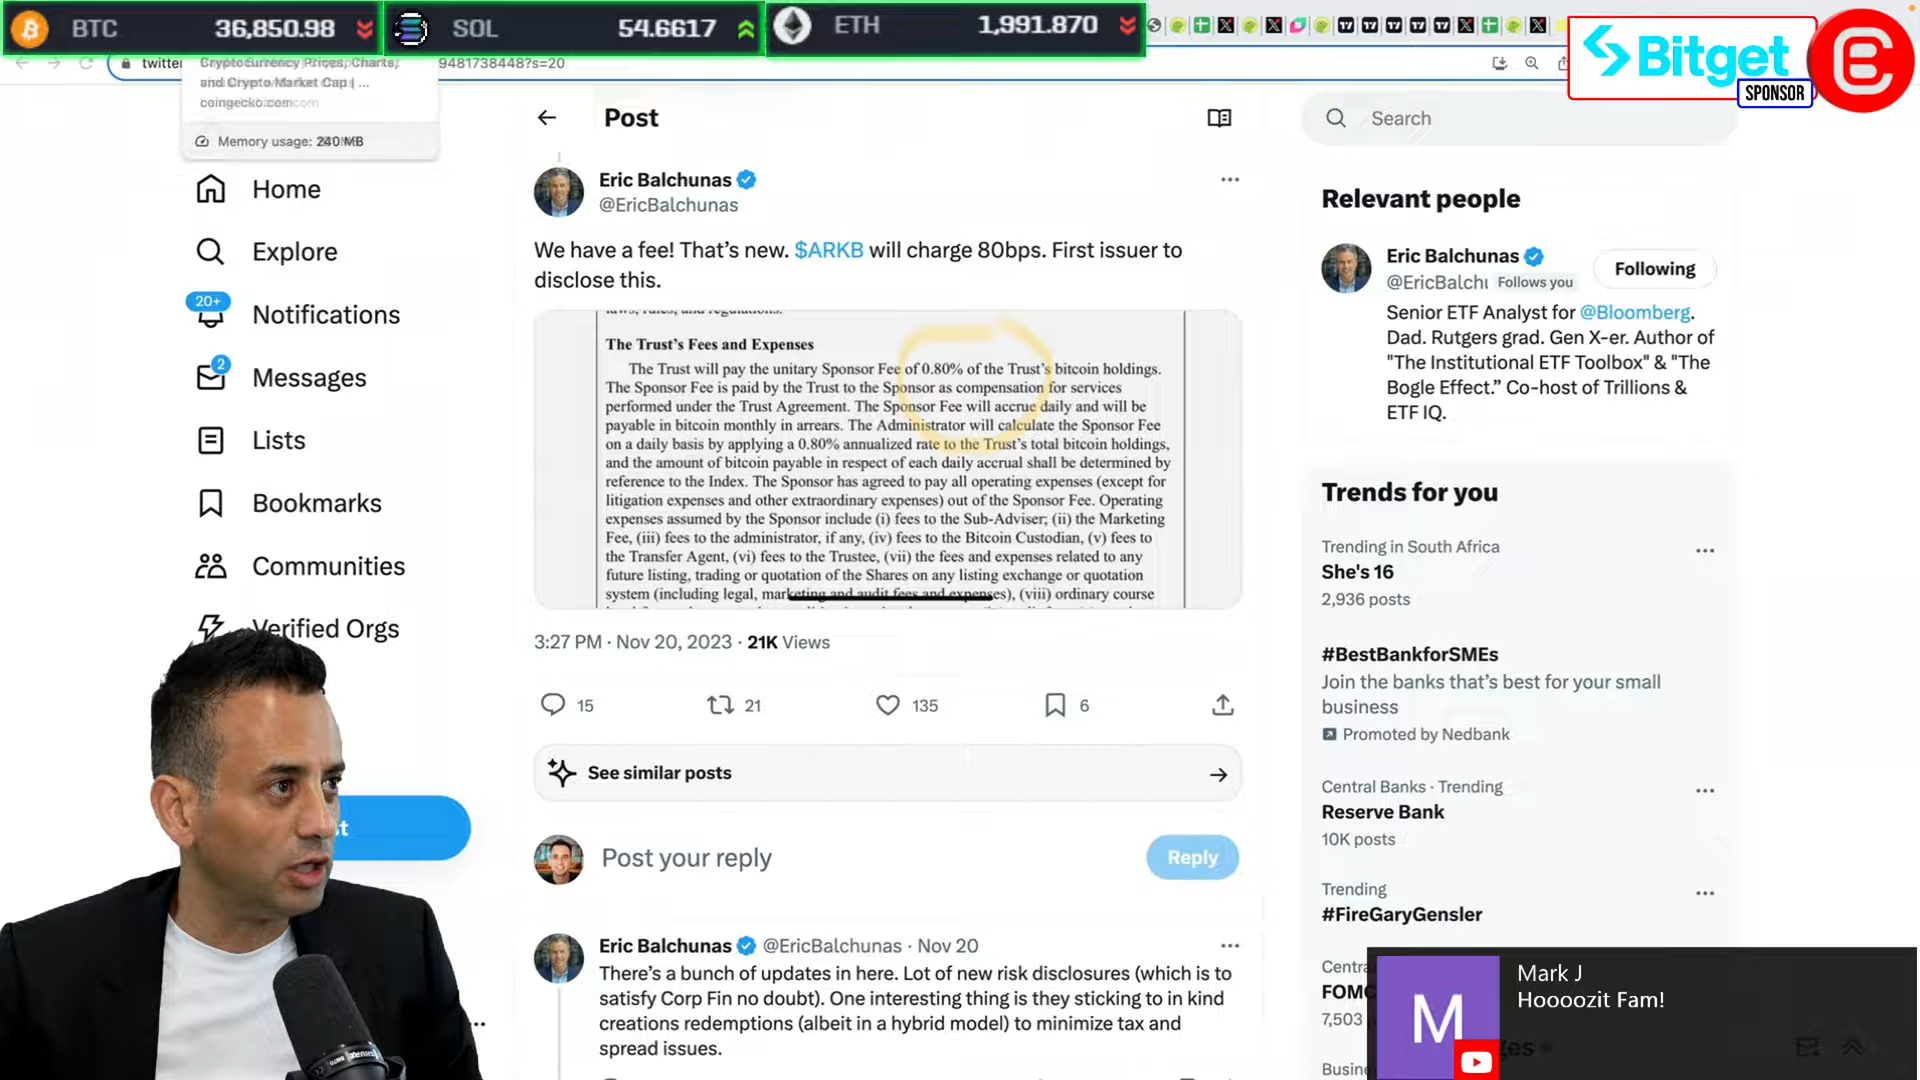 BTC 36,850.98
SOL 54.6617
ETH 1,991.870
Bitget
SPONSOR
twitter
9481738448?s=20
Cryptocurrency Prices, Charts,
and Crypto Market Cap | ...
coingecko.com
Memory usage: 240 MB
Home
Explore
20+
Notifications
2
Messages
Lists
Bookmarks
Communities
Verified Orgs
Post
Eric Balchunas
@EricBalchunas
We have a fee! That's new. $ARKB will charge 80bps. First issuer to
disclose this.
laws, rules, and regulations.
The Trust's Fees and Expenses
The Trust will pay the unitary Sponsor Fee of 0.80% of the Trust's bitcoin holdings.
The Sponsor Fee is paid by the Trust to the Sponsor as compensation for services
performed under the Trust Agreement. The Sponsor Fee will accrue daily and will be
payable in bitcoin monthly in arrears. The Administrator will calculate the Sponsor Fee
on a daily basis by applying a 0.80% annualized rate to the Trust's total bitcoin holdings,
and the amount of bitcoin payable in respect of each daily accrual shall be determined by
reference to the Index. The Sponsor has agreed to pay all operating expenses (except for
litigation expenses and other extraordinary expenses) out of the Sponsor Fee. Operating
expenses assumed by the Sponsor include (i) fees to the Sub-Adviser; (ii) the Marketing
Fee, (iii) fees to the administrator, if any, (iv) fees to the Bitcoin Custodian, (v) fees to
the Transfer Agent, (vi) fees to the Trustee, (vii) the fees and expenses related to any
future listing, trading or quotation of the Shares on any listing exchange or quotation
system (including legal, marketing and audit fees and expenses), (viii) ordinary course
3:27 PM · Nov 20, 2023 · 21K Views
15 21 135 6
See similar posts
Post your reply
Reply
Eric Balchunas @EricBalchunas · Nov 20
There's a bunch of updates in here. Lot of new risk disclosures (which is to
satisfy Corp Fin no doubt). One interesting thing is they sticking to in kind
creations redemptions (albeit in a hybrid model) to minimize tax and
spread issues.
Search
Relevant people
Eric Balchunas
@EricBalchu Follows you
Following
Senior ETF Analyst for @Bloomberg.
Dad. Rutgers grad. Gen X-er. Author of
"The Institutional ETF Toolbox" & "The
Bogle Effect." Co-host of Trillions &
ETF IQ.
Trends for you
Trending in South Africa
She's 16
2,936 posts
#BestBankforSMEs
Join the banks that's best for your small
business
Promoted by Nedbank
Central Banks · Trending
Reserve Bank
10K posts
Trending
#FireGaryGensler
Centra
FOMC
7,503
Busine
M
Mark J
Hoooozit Fam!